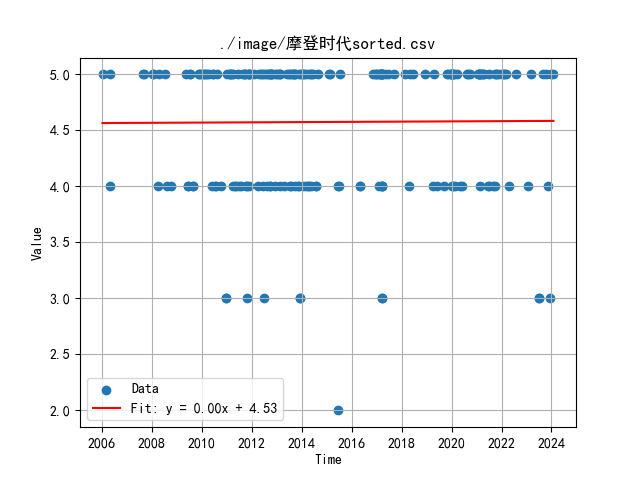 ./image/摩登时代sorted.csv
5.0
4.5
4.0
3.5
3.0
2.5
2.0
Value
Data
Fit: y = 0.00x + 4.53
2006 2008 2010 2012 2014 2016 2018 2020 2022 2024
Time